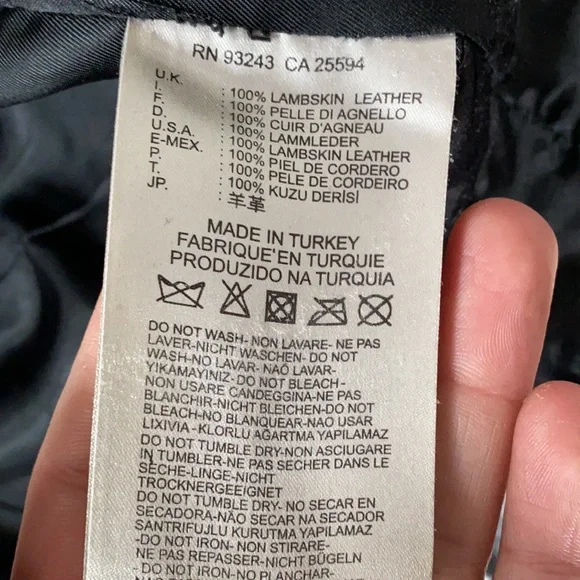 RN 93243 CA 25594
U.K. : 100% LAMBSKIN LEATHER
I. : 100% PELLE DI AGNELLO
F. : 100% CUIR D'AGNEAU
D. : 100% LAMMLEDER
U.S.A. : 100% LAMBSKIN LEATHER
E-MEX. : 100% PIEL DE CORDERO
P. : 100% PELE DE CORDEIRO
T. : 100% KUZU DERİSİ
JP. : 羊革
MADE IN TURKEY
FABRIQUE'EN TURQUIE
PRODUZIDO NA TURQUIA
DO NOT WASH- NON LAVARE- NE PAS
LAVER-NICHT WASCHEN- DO NOT
WASH-NO LAVAR- NAO LAVAR-
YIKAMAYINIZ- DO NOT BLEACH-
NON USARE CANDEGGINA-NE PAS
BLANCHIR-NICHT BLEICHEN-DO NOT
BLEACH-NO BLANQUEAR-NAO USAR
LIXIVIA - KLORLU AĞARTMA YAPILAMAZ
DO NOT TUMBLE DRY-NON ASCIUGARE
IN TUMBLER-NE PAS SECHER DANS LE
SÈCHE-LINGE-NICHT
TROCKNERGEEIGNET
DO NOT TUMBLE DRY- NO SECAR EN
SECADORA-NÃO SECAR NA SECADOR
SANTRIFUJLU KURUTMA YAPILAMAZ
-DO NOT IRON- NON STIRARE-
-NE PAS REPASSER-NICHT BÜGELN
- DO NOT IRON-NO PLANCHAR-